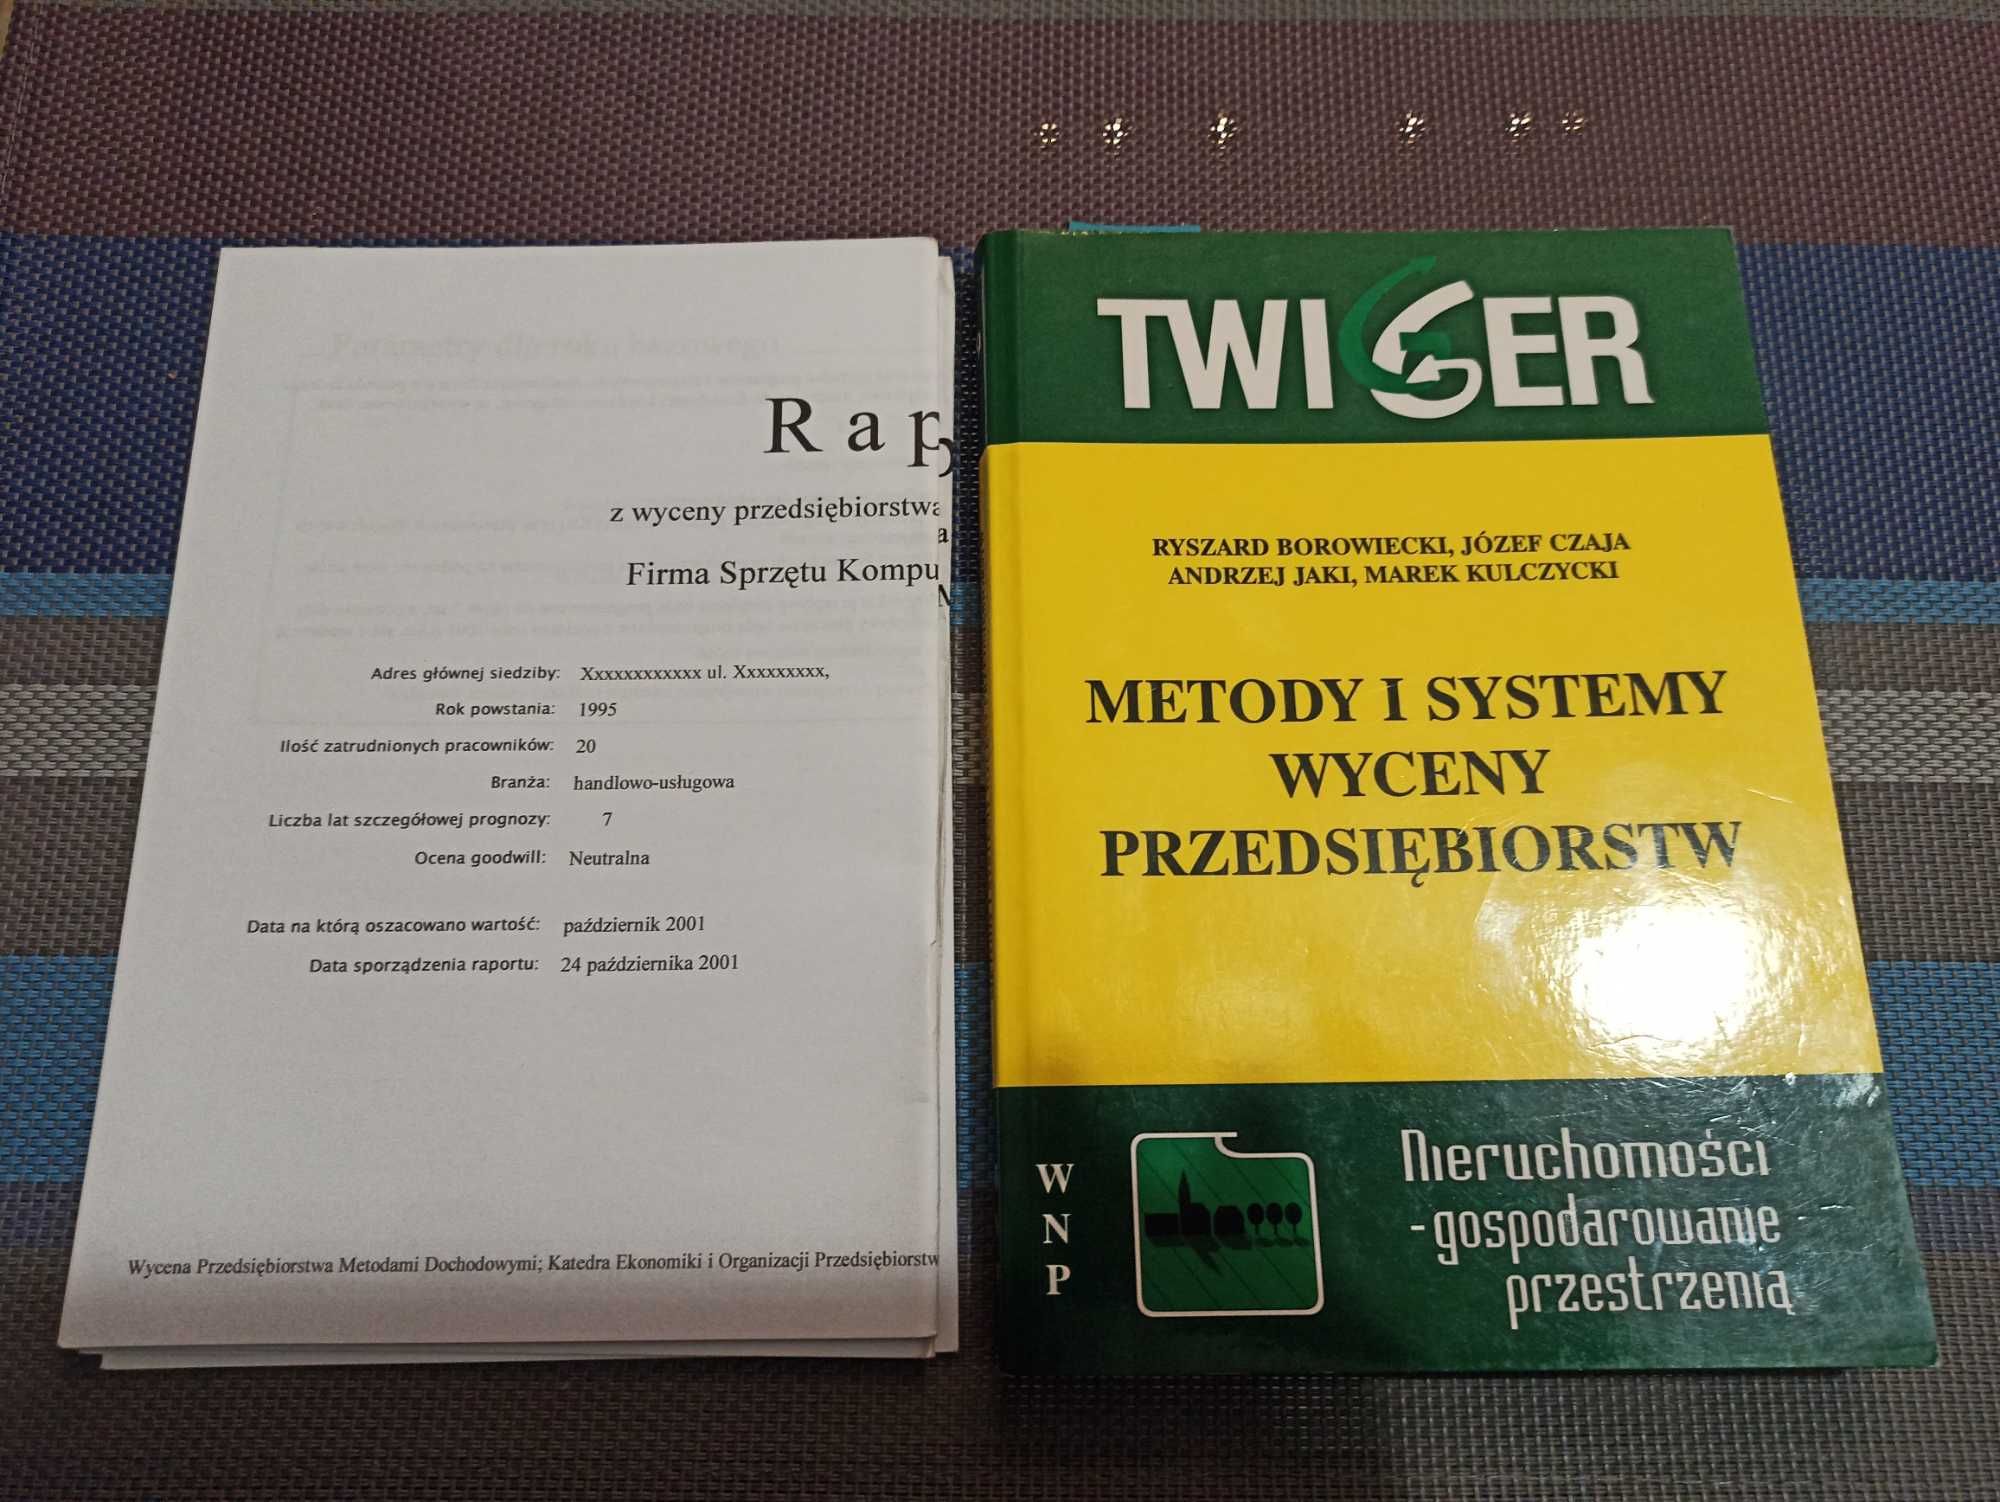 R a p
z wyceny przedsiębiorstwa
a
Firma Sprzętu Kompu
Adres głównej siedziby: Xxxxxxxxxxxx ul. Xxxxxxxxx,
Rok powstania: 1995
Ilość zatrudnionych pracowników: 20
Branża: handlowo-usługowa
Liczba lat szczegółowej prognozy: 7
Ocena goodwill: Neutralna
Data na którą oszacowano wartość: październik 2001
Data sporządzenia raportu: 24 października 2001
Wycena Przedsiębiorstwa Metodami Dochodowymi; Katedra Ekonomiki i Organizacji Przedsiębiorstw
TWIGGER
RYSZARD BOROWIECKI, JÓZEF CZAJA
ANDRZEJ JAKI, MAREK KULCZYCKI
METODY I SYSTEMY
WYCENY
PRZEDSIĘBIORSTW
W
N
P
Nieruchomości
-gospodarowanie
przestrzenią